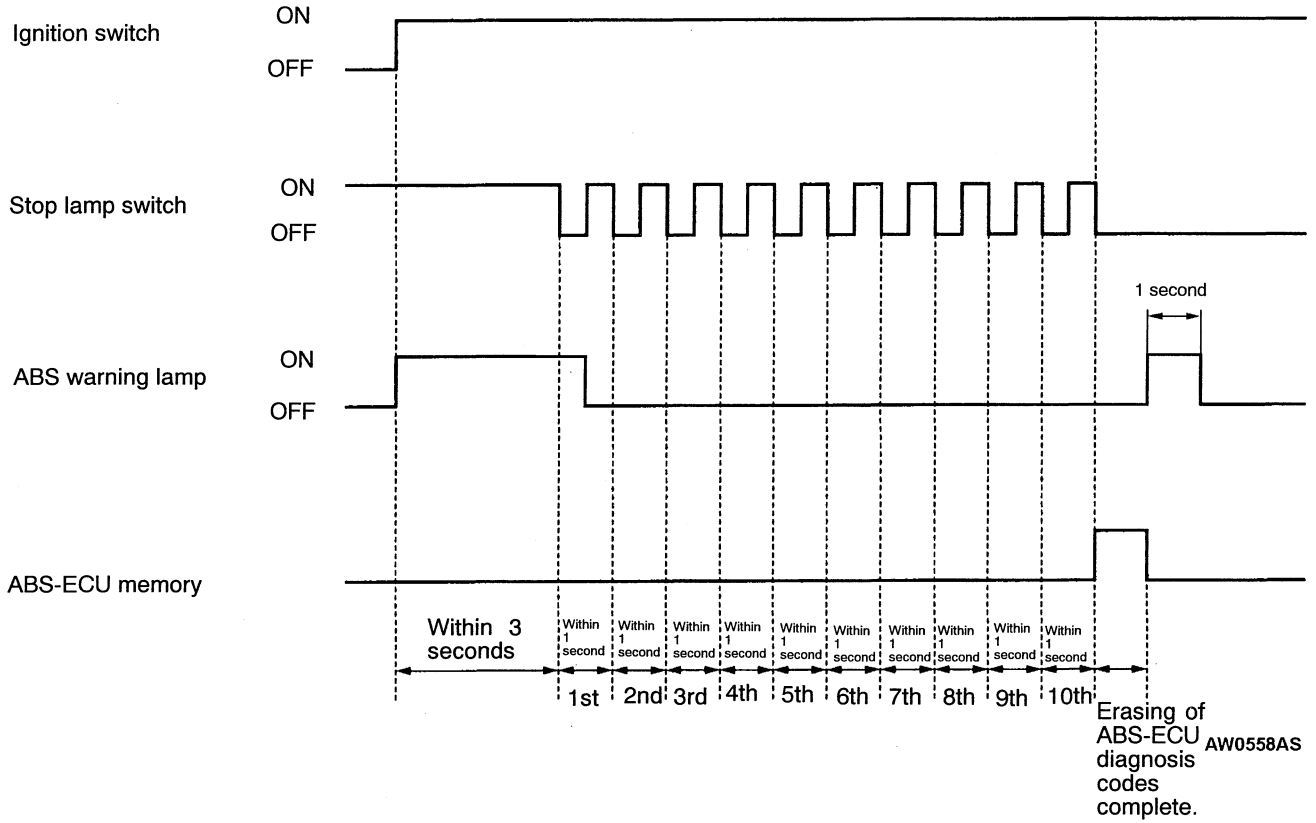 Ignition switch
ON
OFF
Stop lamp switch
ON
OFF
1 second
ABS warning lamp
ON
OFF
ABS-ECU memory
Within 3
seconds
Within
1
second
Within
1
second
Within
1
second
Within
1
second
Within
1
second
Within
1
second
Within
1
second
Within
1
second
Within
1
second
Within
1
second
1st
2nd
3rd
4th
5th
6th
7th
8th
9th
10th
Erasing of
ABS-ECU
diagnosis
codes
complete.
AW0558AS